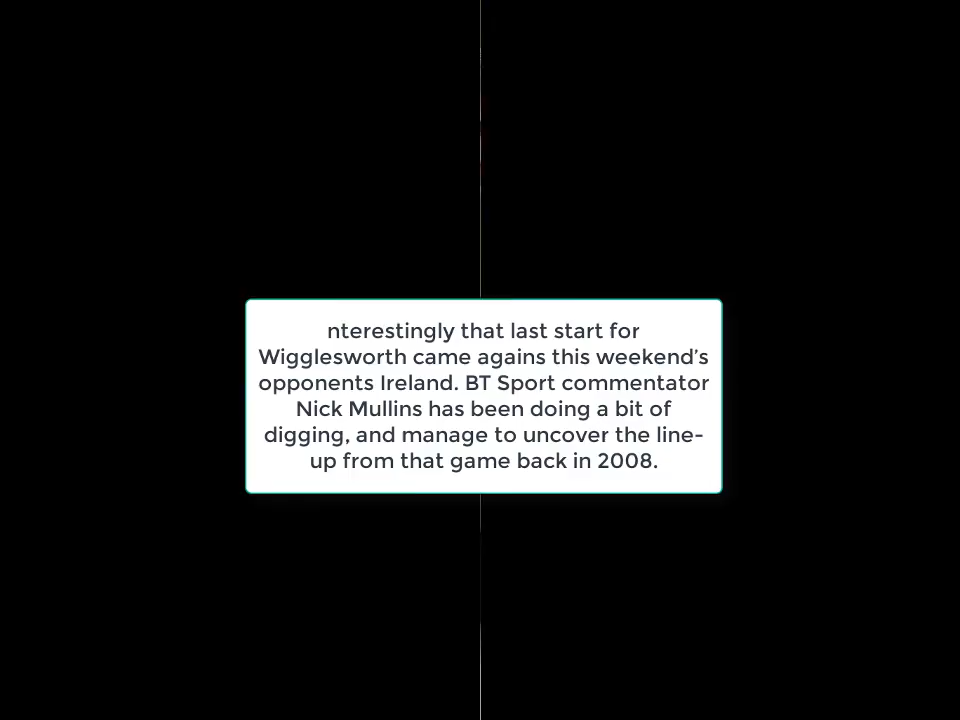 nterestingly that last start for
Wigglesworth came agains this weekend’s
opponents Ireland. BT Sport commentator
Nick Mullins has been doing a bit of
digging, and manage to uncover the line-
up from that game back in 2008.